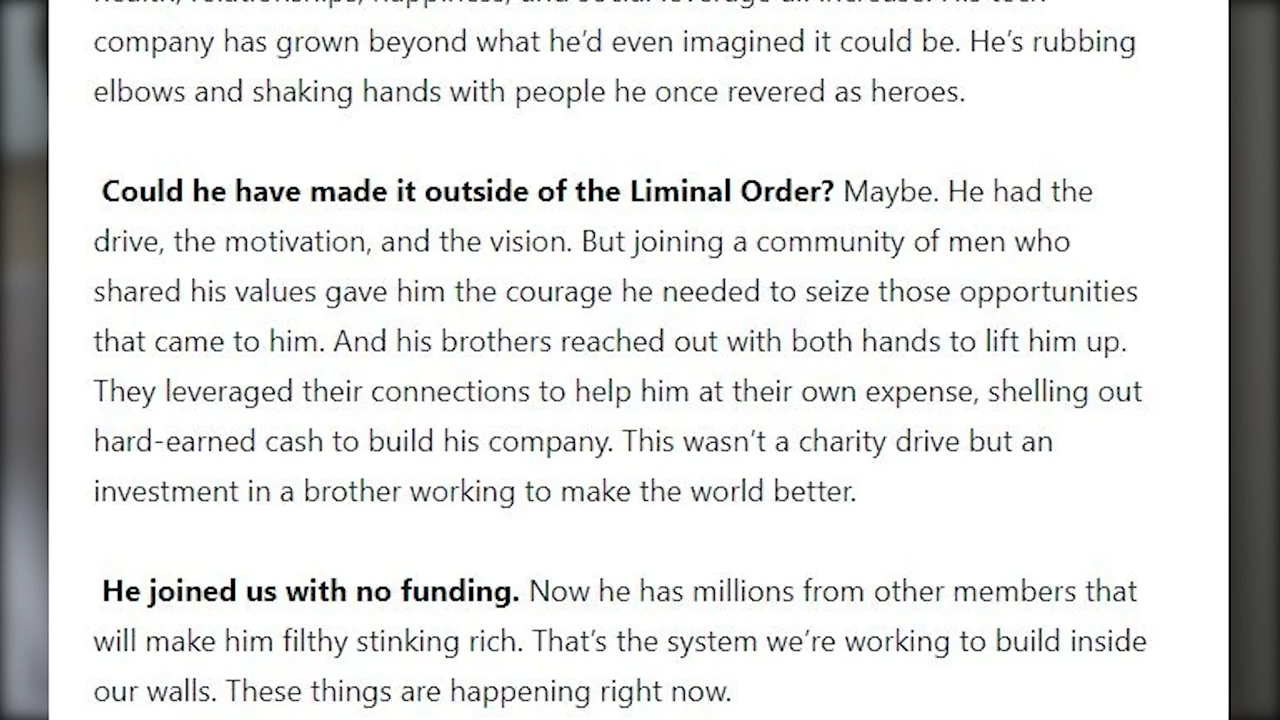 company has grown beyond what he'd even imagined it could be. He's rubbing
elbows and shaking hands with people he once revered as heroes.
Could he have made it outside of the Liminal Order? Maybe. He had the
drive, the motivation, and the vision. But joining a community of men who
shared his values gave him the courage he needed to seize those opportunities
that came to him. And his brothers reached out with both hands to lift him up.
They leveraged their connections to help him at their own expense, shelling out
hard-earned cash to build his company. This wasn't a charity drive but an
investment in a brother working to make the world better.
He joined us with no funding. Now he has millions from other members that
will make him filthy stinking rich. That's the system we're working to build inside
our walls. These things are happening right now.